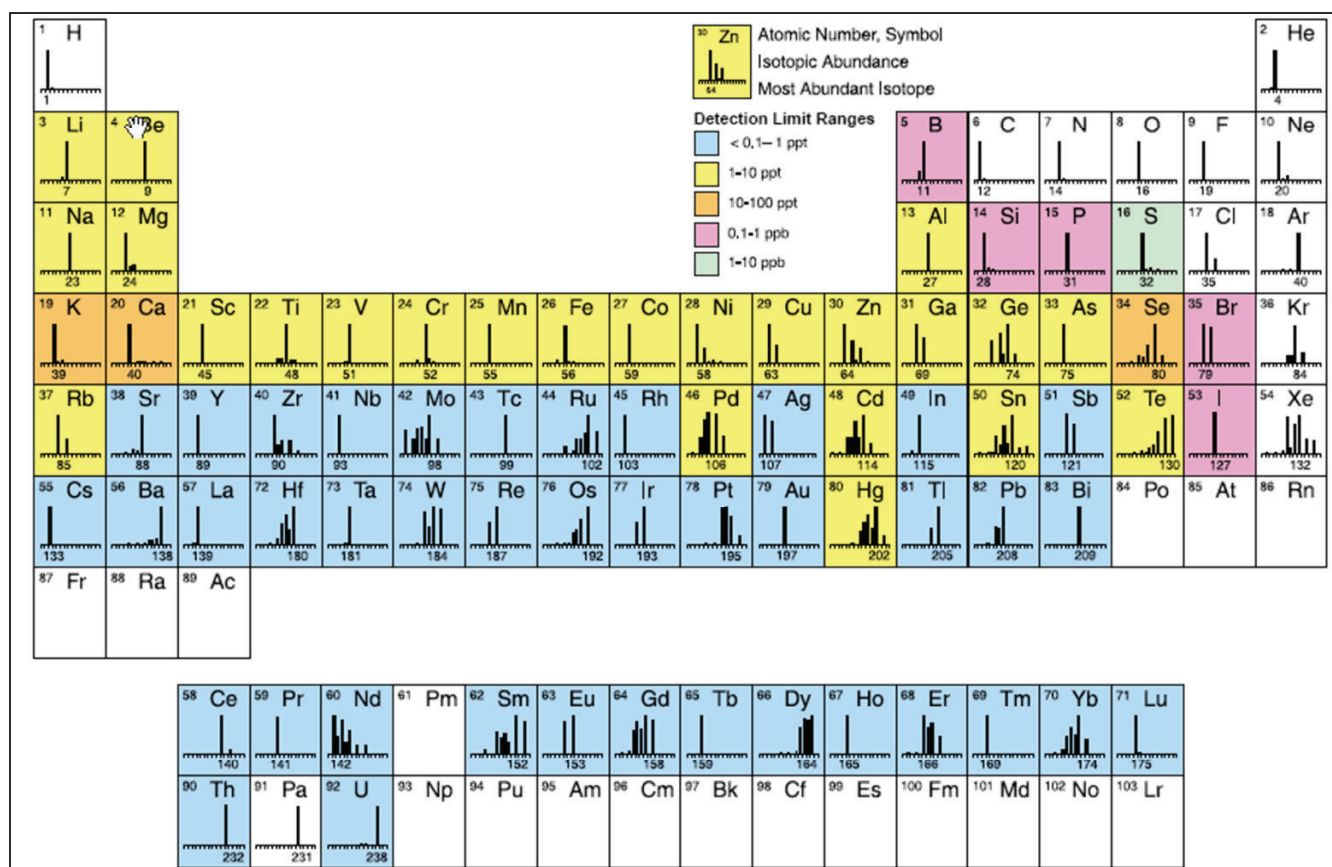 1 H
1
30 Zn
64
Atomic Number, Symbol
Isotopic Abundance
Most Abundant Isotope
2 He
4
Detection Limit Ranges
< 0.1–1 ppt
1-10 ppt
10-100 ppt
0.1-1 ppb
1-10 ppb
3 Li 4 Be 5 B 6 C 7 N 8 O 9 F 10 Ne
7 9 11 12 14 16 19 20
11 Na 12 Mg 13 Al 14 Si 15 P 16 S 17 Cl 18 Ar
23 24 27 28 31 32 35 40
19 K 20 Ca 21 Sc 22 Ti 23 V 24 Cr 25 Mn 26 Fe 27 Co 28 Ni 29 Cu 30 Zn 31 Ga 32 Ge 33 As 34 Se 35 Br 36 Kr
39 40 45 48 51 52 55 56 59 58 63 64 69 74 75 80 79 84
37 Rb 38 Sr 39 Y 40 Zr 41 Nb 42 Mo 43 Tc 44 Ru 45 Rh 46 Pd 47 Ag 48 Cd 49 In 50 Sn 51 Sb 52 Te 53 I 54 Xe
85 88 89 90 93 98 99 102 103 106 107 114 115 120 121 130 127 132
55 Cs 56 Ba 57 La 72 Hf 73 Ta 74 W 75 Re 76 Os 77 Ir 78 Pt 79 Au 80 Hg 81 Tl 82 Pb 83 Bi 84 Po 85 At 86 Rn
133 138 139 180 181 184 187 192 193 195 197 202 205 208 209
87 Fr 88 Ra 89 Ac
58 Ce 59 Pr 60 Nd 61 Pm 62 Sm 63 Eu 64 Gd 65 Tb 66 Dy 67 Ho 68 Er 69 Tm 70 Yb 71 Lu
140 141 142 152 153 158 159 164 165 166 169 174 175
90 Th 91 Pa 92 U 93 Np 94 Pu 95 Am 96 Cm 97 Bk 98 Cf 99 Es 100 Fm 101 Md 102 No 103 Lr
232 231 238